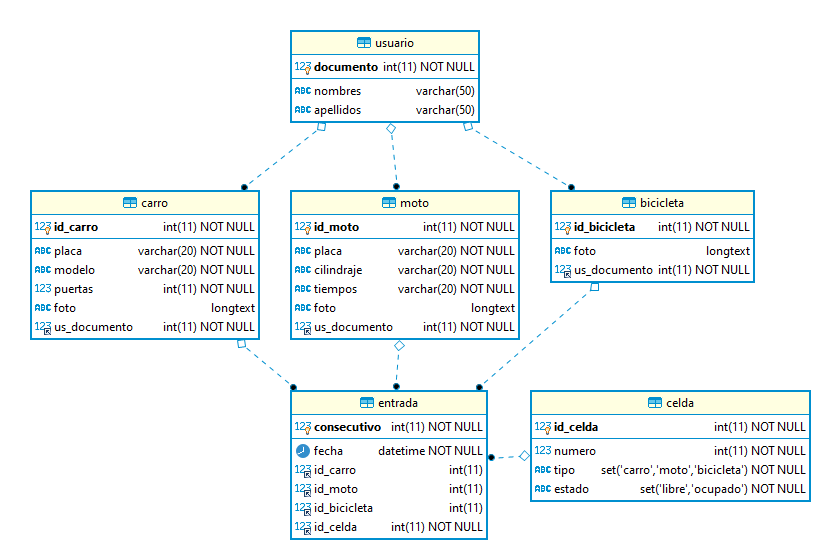 usuario
123 documento int(11) NOT NULL
ABC nombres varchar(50)
ABC apellidos varchar(50)
carro
123 id_carro int(11) NOT NULL
ABC placa varchar(20) NOT NULL
ABC modelo varchar(20) NOT NULL
123 puertas int(11) NOT NULL
ABC foto longtext
123 us_documento int(11) NOT NULL
moto
123 id_moto int(11) NOT NULL
ABC placa varchar(20) NOT NULL
ABC cilindraje varchar(20) NOT NULL
ABC tiempos varchar(20) NOT NULL
ABC foto longtext
123 us_documento int(11) NOT NULL
bicicleta
123 id_bicicleta int(11) NOT NULL
ABC foto longtext
123 us_documento int(11) NOT NULL
entrada
123 consecutivo int(11) NOT NULL
fecha datetime NOT NULL
123 id_carro int(11)
123 id_moto int(11)
123 id_bicicleta int(11)
123 id_celda int(11) NOT NULL
celda
123 id_celda int(11) NOT NULL
123 numero int(11) NOT NULL
ABC tipo set('carro','moto','bicicleta') NOT NULL
ABC estado set('libre','ocupado') NOT NULL